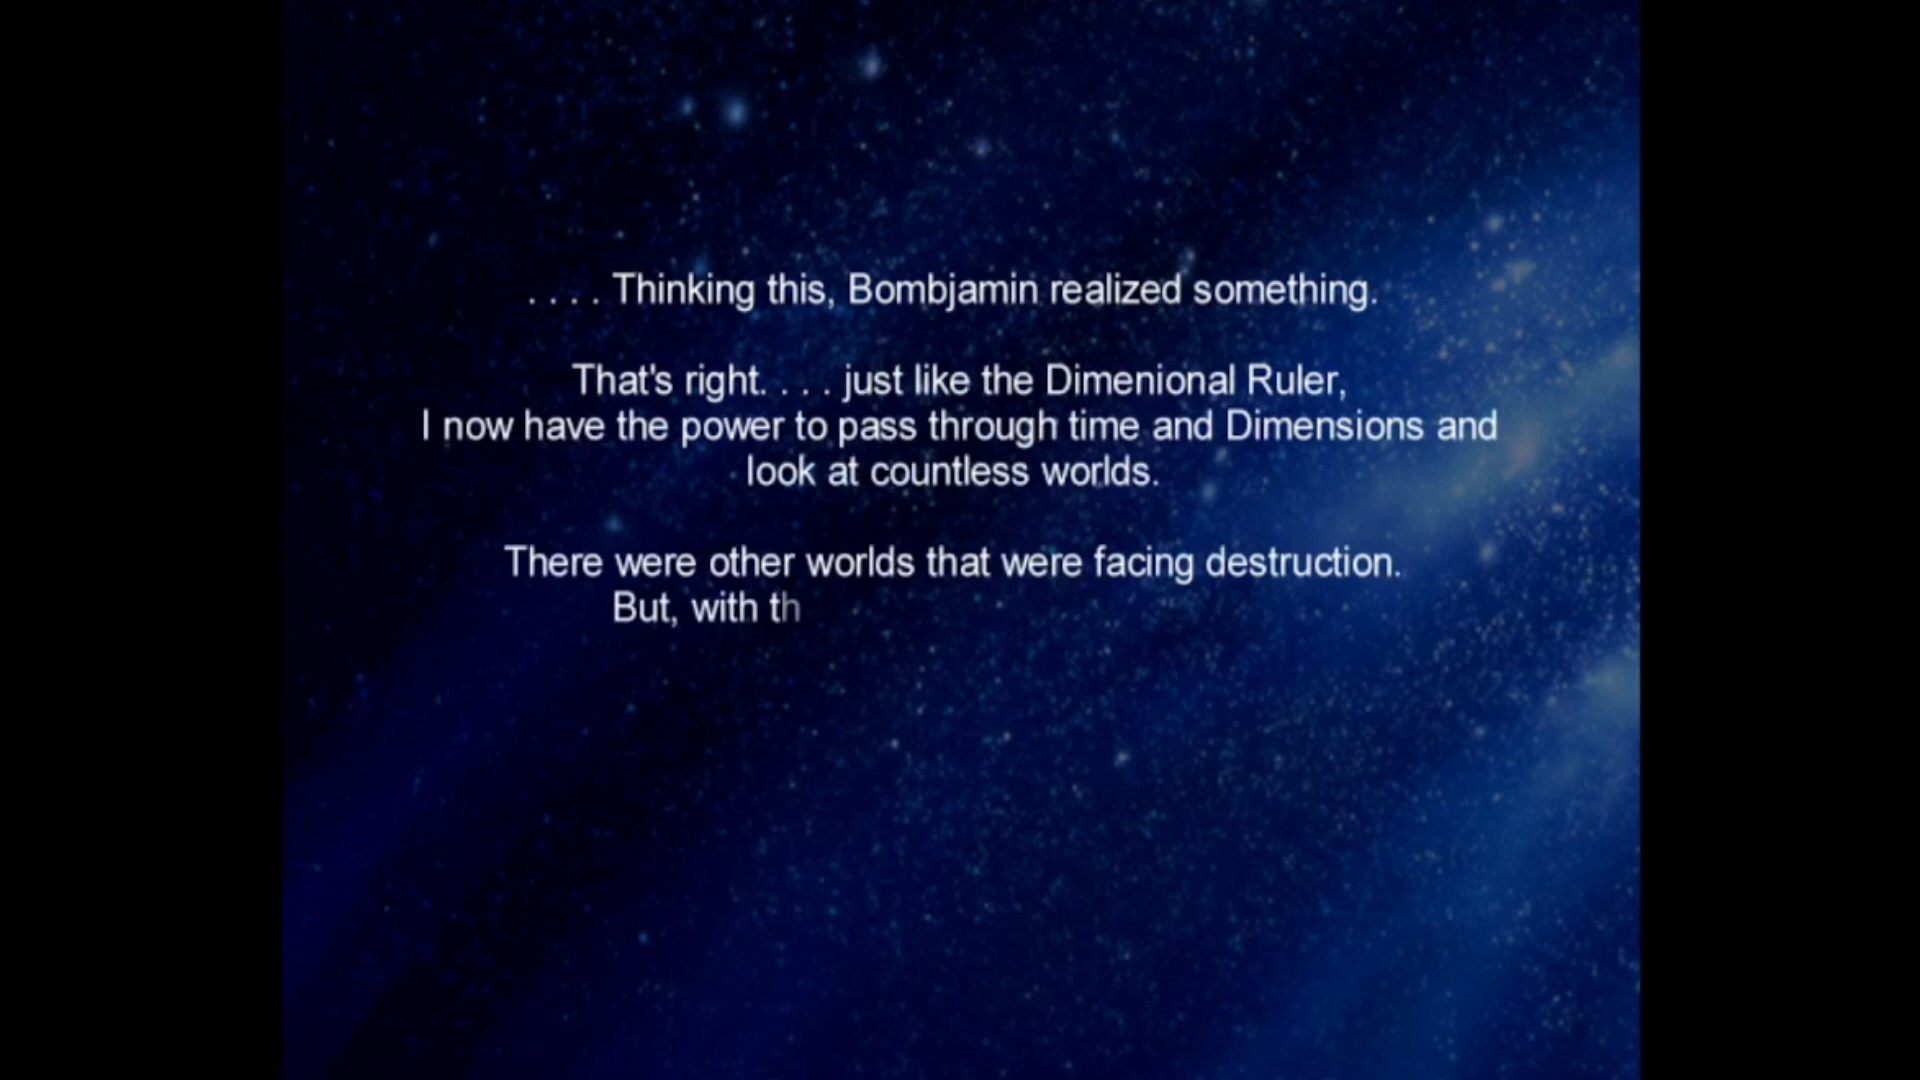 . . . . Thinking this, Bombjamin realized something.
That's right. . . . just like the Dimenional Ruler,
I now have the power to pass through time and Dimensions and
look at countless worlds.
There were other worlds that were facing destruction.
But, with th